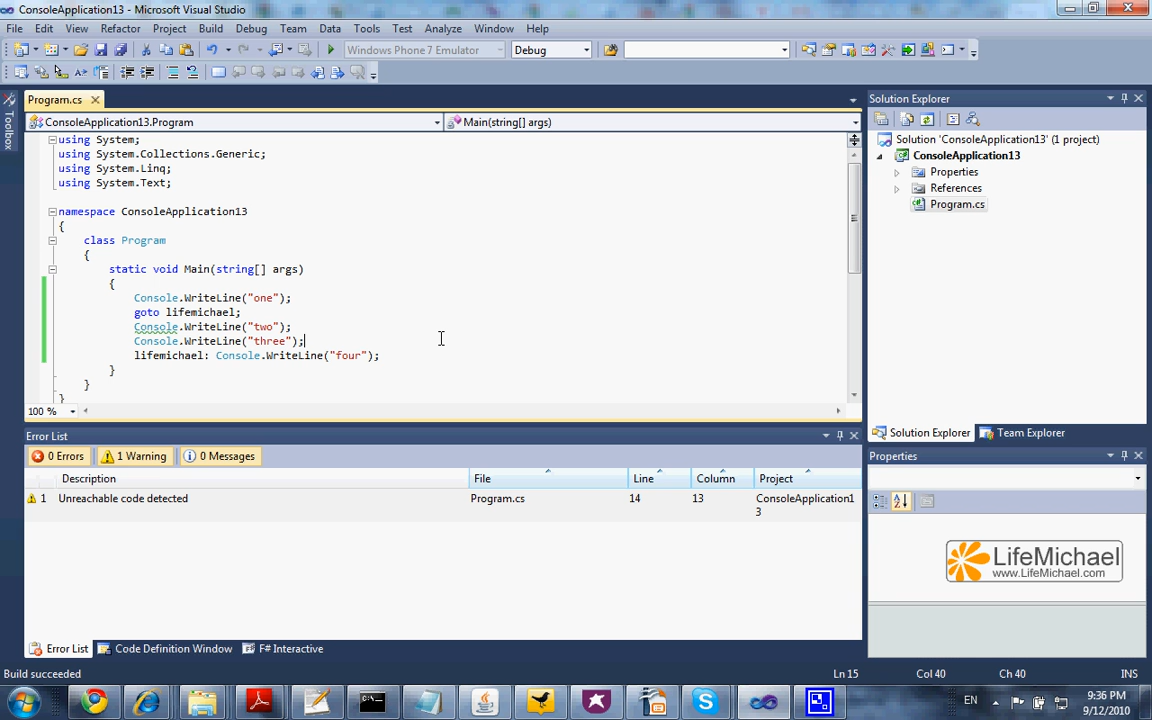 ConsoleApplication13 - Microsoft Visual Studio
File Edit View Refactor Project Build Debug Team Data Tools Test Analyze Window Help
Windows Phone 7 Emulator Debug
Toolbox
Program.cs
ConsoleApplication13.Program Main(string[] args)
using System;
using System.Collections.Generic;
using System.Linq;
using System.Text;
namespace ConsoleApplication13
{
class Program
{
static void Main(string[] args)
{
Console.WriteLine("one");
goto lifemichael;
Console.WriteLine("two");
Console.WriteLine("three");
lifemichael: Console.WriteLine("four");
}
}
}
100 %
Solution Explorer
Solution 'ConsoleApplication13' (1 project)
ConsoleApplication13
Properties
References
Program.cs
Solution Explorer Team Explorer
Properties
LifeMichael
www.LifeMichael.com
Error List
0 Errors 1 Warning 0 Messages
Description File Line Column Project
1 Unreachable code detected Program.cs 14 13 ConsoleApplication1
3
Error List Code Definition Window F# Interactive
Build succeeded Ln 15 Col 40 Ch 40 INS
EN 9:36 PM
9/12/2010